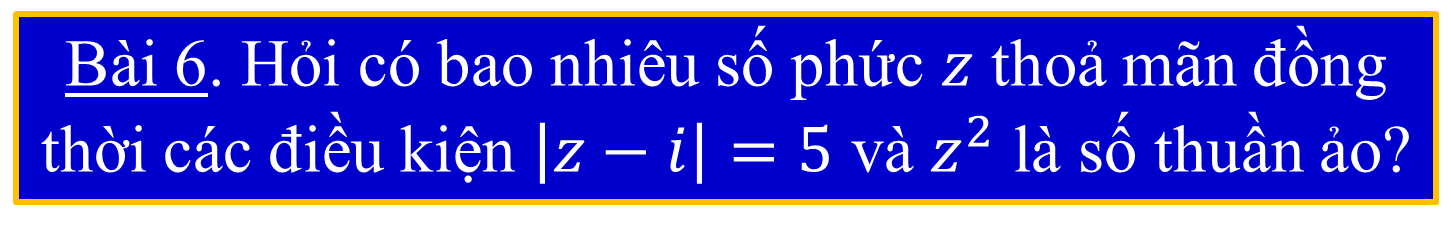 Bài 6. Hỏi có bao nhiêu số phức z thoả mãn đồng
thời các điều kiện |z − i| = 5 và z² là số thuần ảo?